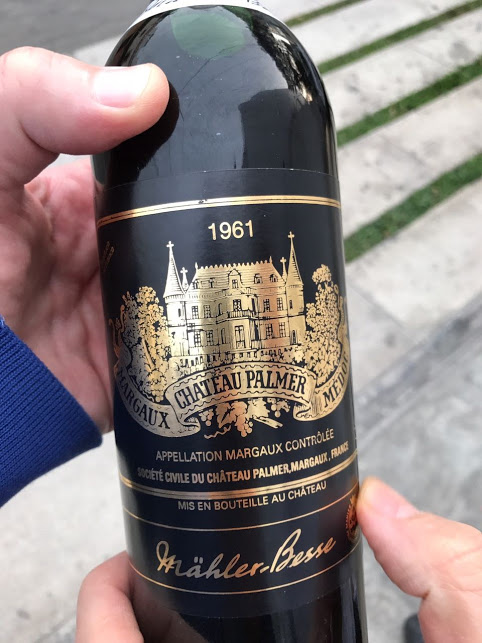 1961
MARGAUX CHATEAU PALMER MEDOC
APPELLATION MARGAUX CONTRÔLÉE
SOCIÉTÉ CIVILE DU CHÂTEAU PALMER, MARGAUX . FRANCE
MIS EN BOUTEILLE AU CHÂTEAU
Mähler-Besse